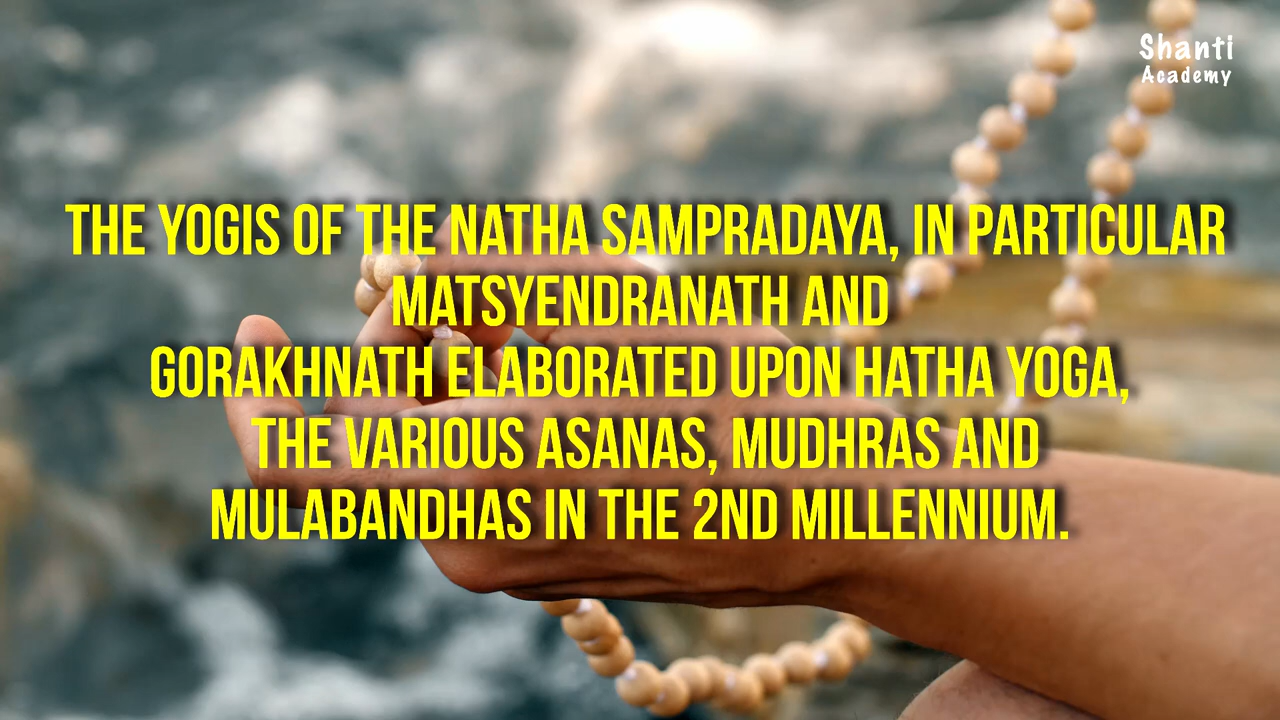 Shanti
Academy
THE YOGIS OF THE NATHA SAMPRADAYA, IN PARTICULAR
MATSYENDRANATH AND
GORAKHNATH ELABORATED UPON HATHA YOGA,
THE VARIOUS ASANAS, MUDHRAS AND
MULABANDHAS IN THE 2ND MILLENNIUM.